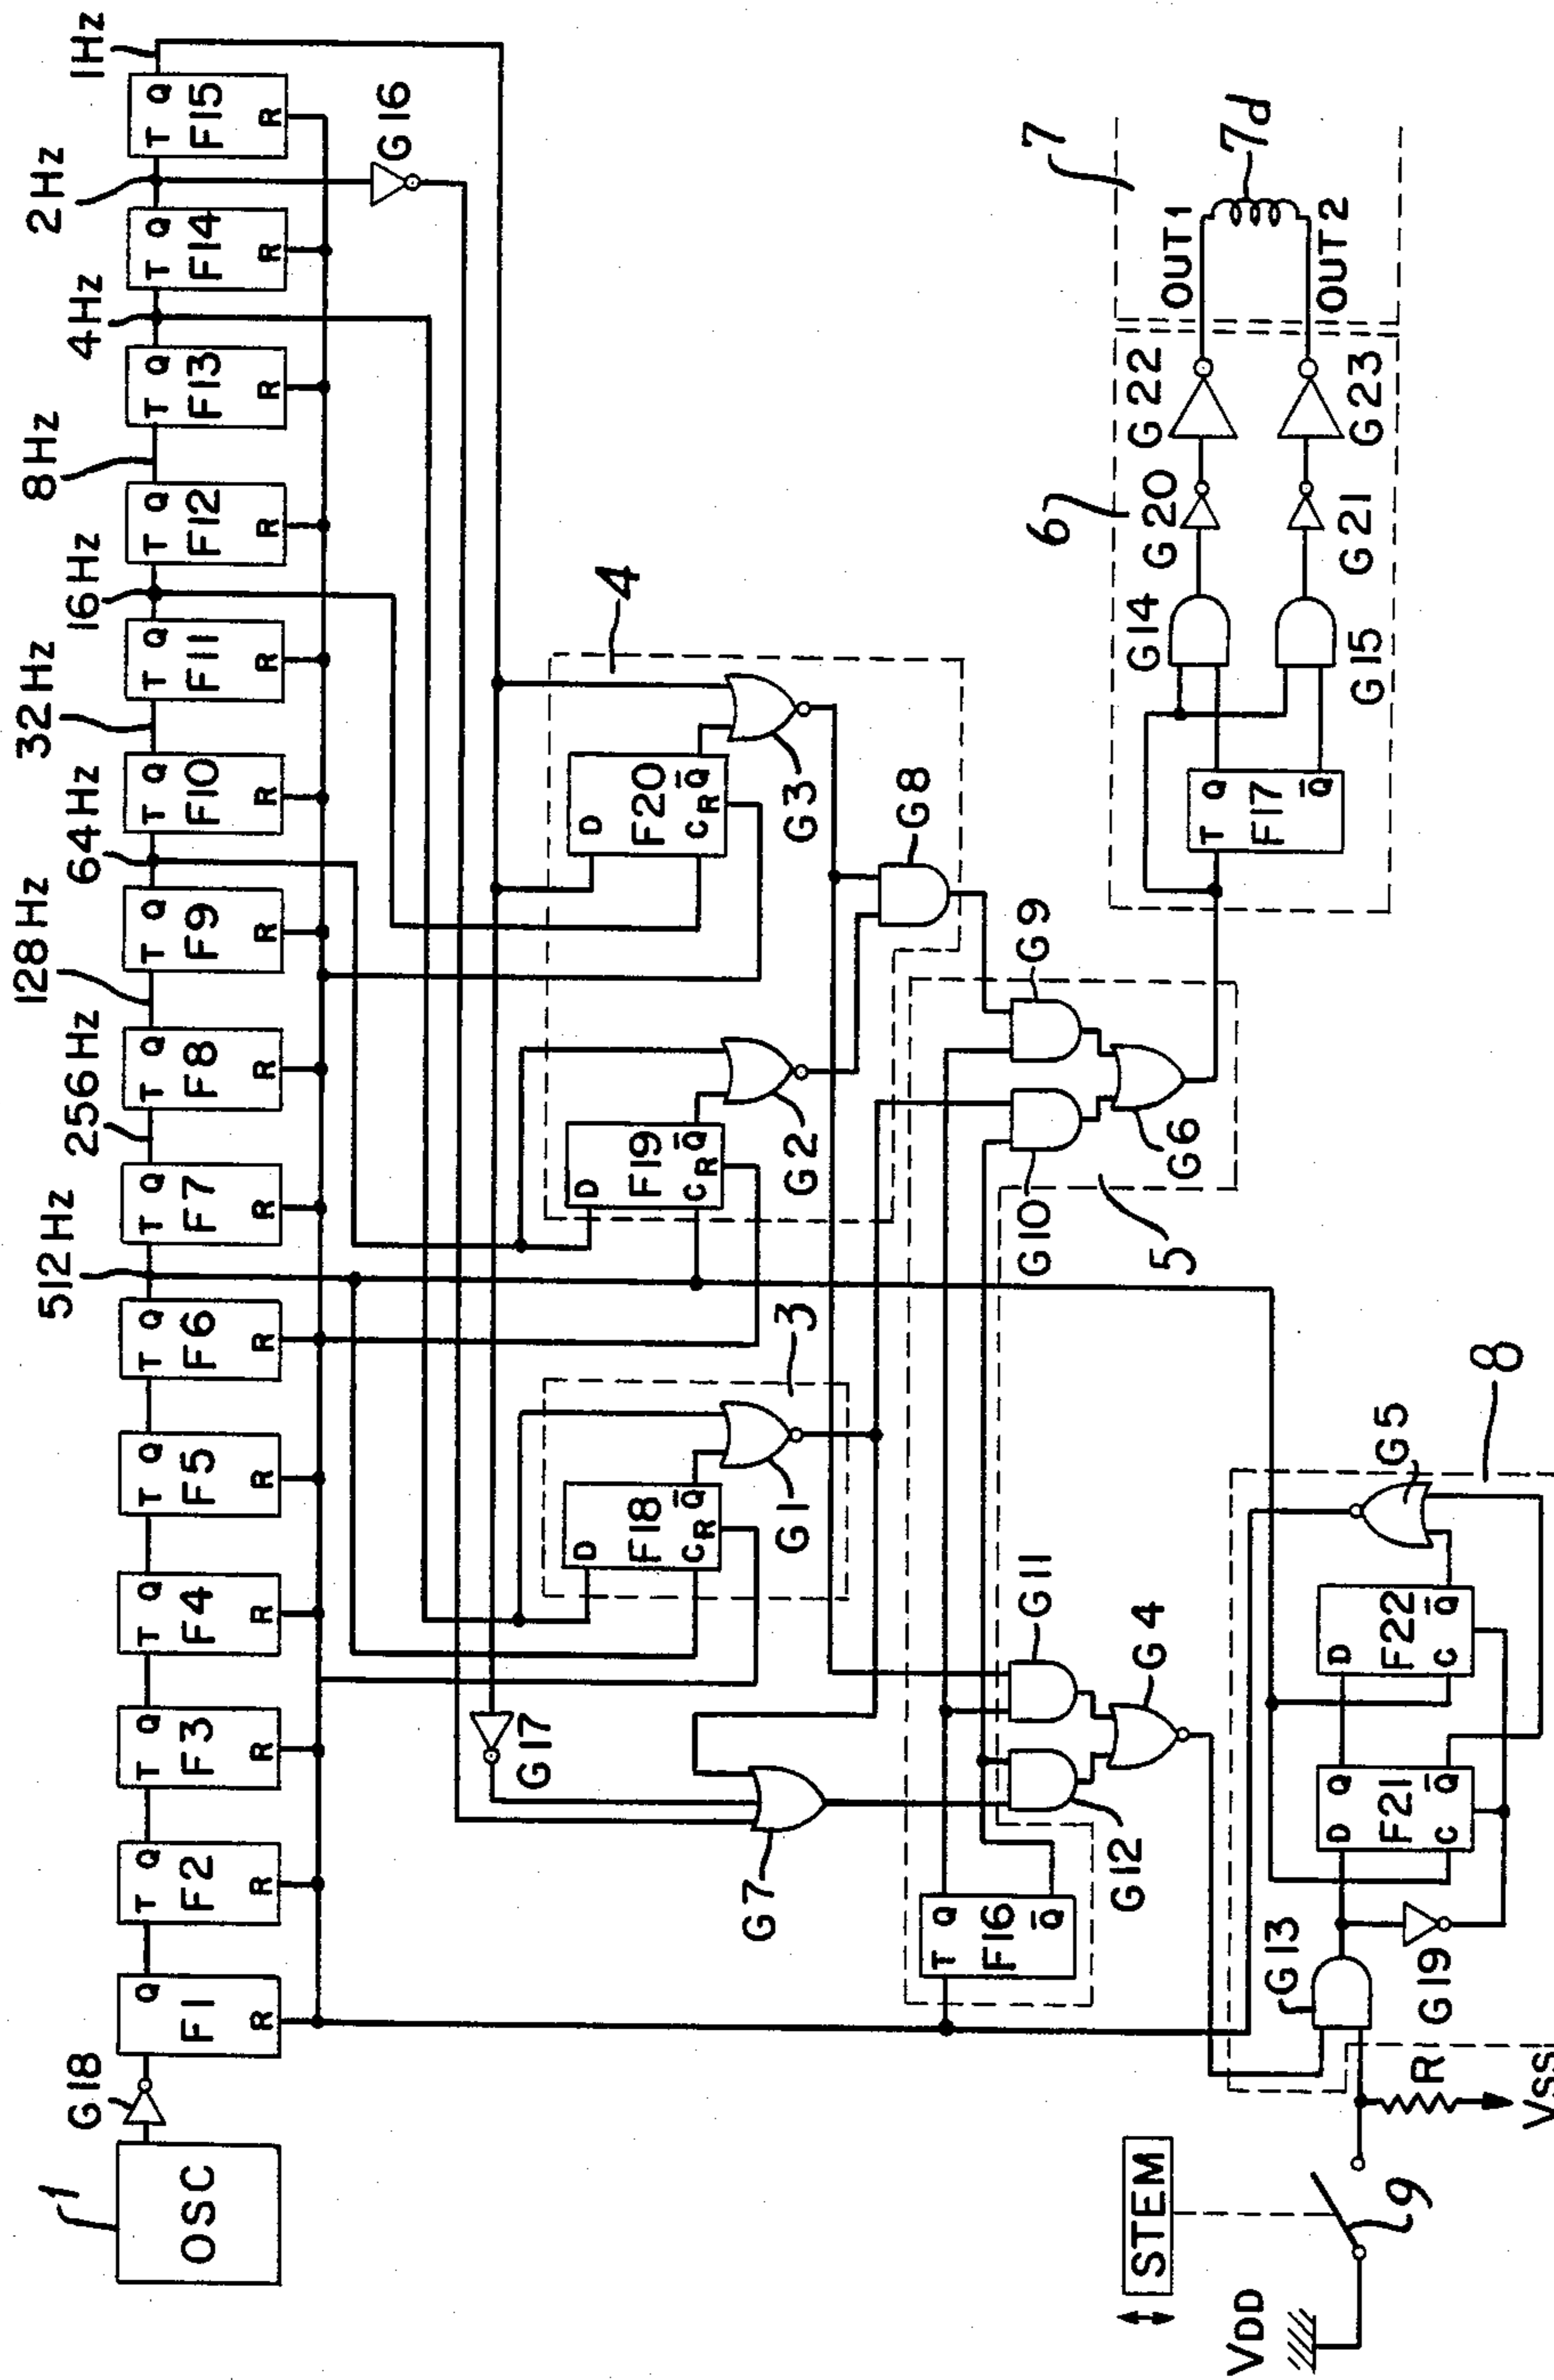 1
OSC
G18
Q
F1
R
T Q
F2
R
T Q
F3
R
T Q
F4
R
T Q
F5
R
T Q
F6
R
512Hz
T Q
F7
R
256Hz
T Q
F8
R
128Hz
T Q
F9
R
64Hz
T Q
F10
R
32Hz
T Q
F11
R
16Hz
T Q
F12
R
8Hz
T Q
F13
R
4Hz
T Q
F14
R
2Hz
T Q
F15
R
1Hz
G16
G17
G7
3
D
F18
C R Q̅
G1
4
D
F19
C R Q̅
G2
D
F20
C R Q̅
G3
G8
T Q
F16
Q̅
G12
G11
G4
5
G10
G9
G6
6
T Q
F17
Q̅
G14
G15
G20
G21
G22
G23
7
OUT1
OUT2
7d
STEM
VDD
9
R
VSS
8
G13
G19
D Q
F21
C Q̅
D
F22
C Q̅
G5